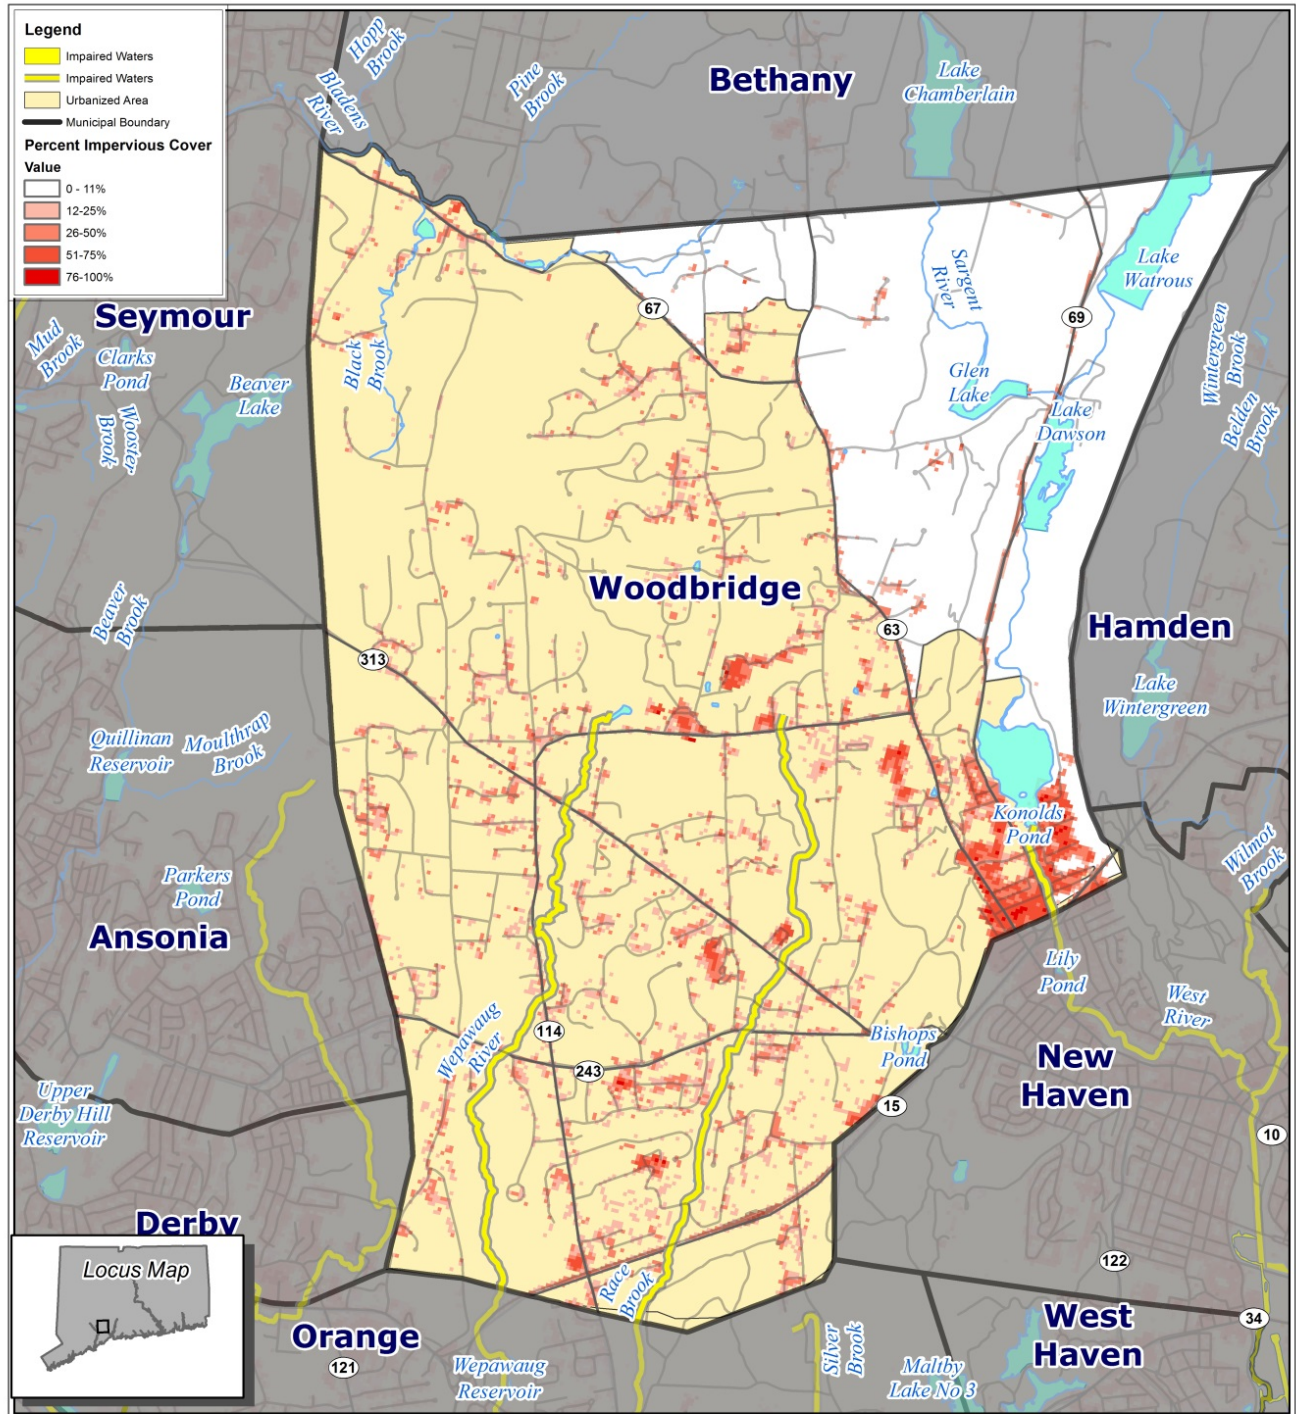 Legend
Impaired Waters
Impaired Waters
Urbanized Area
Municipal Boundary
Percent Impervious Cover
Value
0 - 11%
12-25%
26-50%
51-75%
76-100%
Hopp
Brook
Bladens
River
Pine
Brook
Bethany
Lake
Chamberlain
Lake
Watrous
Sargent
River
Seymour
Mud
Brook
Clarks
Pond
Beaver
Lake
Wooster
Brook
Black
Brook
67
69
Glen
Lake
Lake
Dawson
Wintergreen
Brook
Belden
Brook
Beaver
Brook
Woodbridge
63
Hamden
313
Lake
Wintergreen
Quillinan
Reservoir
Moulthrap
Brook
Konolds
Pond
Wilmot
Brook
Parkers
Pond
Ansonia
Lily
Pond
West
River
Wepawaug
River
114
Bishops
Pond
243
New
Haven
15
10
Upper
Derby Hill
Reservoir
Derby
Locus Map
Race
Brook
122
Orange
121
Wepawaug
Reservoir
Silver
Brook
Maltby
Lake No 3
West
Haven
34